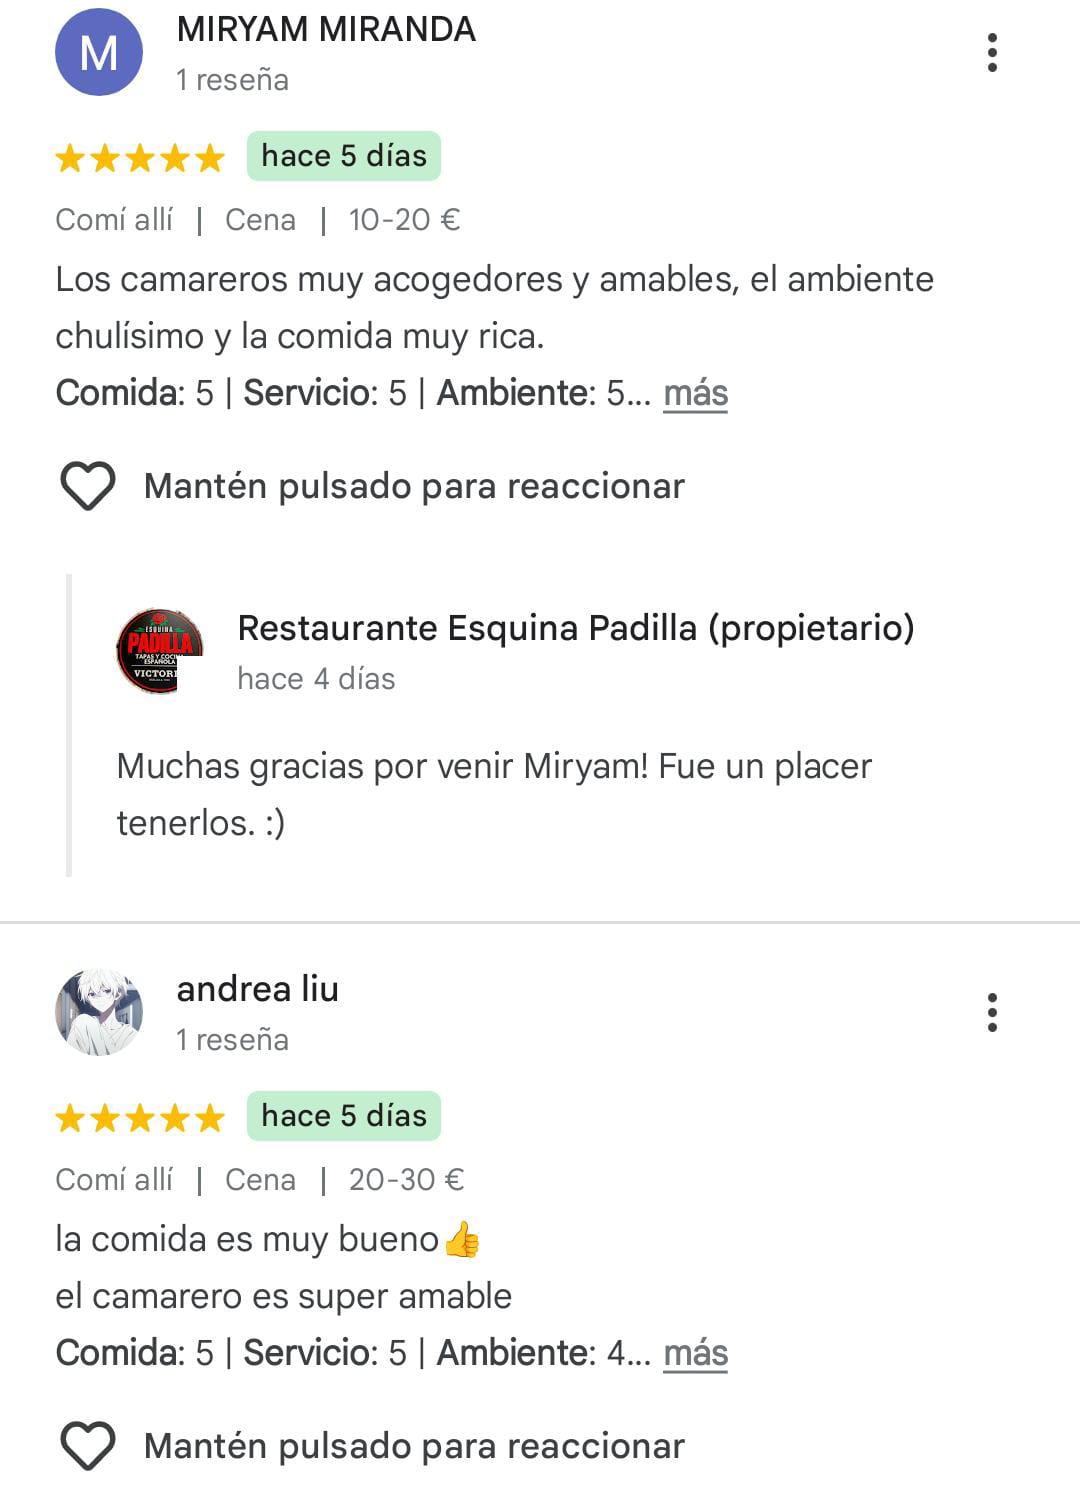 M
MIRYAM MIRANDA
1 reseña
hace 5 días
Comí allí | Cena | 10-20 €
Los camareros muy acogedores y amables, el ambiente
chulísimo y la comida muy rica.
Comida: 5 | Servicio: 5 | Ambiente: 5... más
Mantén pulsado para reaccionar
ESQUINA
PADILLA
TAPAS Y COCI
ESPAÑOLA
VICTORI
Restaurante Esquina Padilla (propietario)
hace 4 días
Muchas gracias por venir Miryam! Fue un placer
tenerlos. :)
andrea liu
1 reseña
hace 5 días
Comí allí | Cena | 20-30 €
la comida es muy bueno👍
el camarero es super amable
Comida: 5 | Servicio: 5 | Ambiente: 4... más
Mantén pulsado para reaccionar